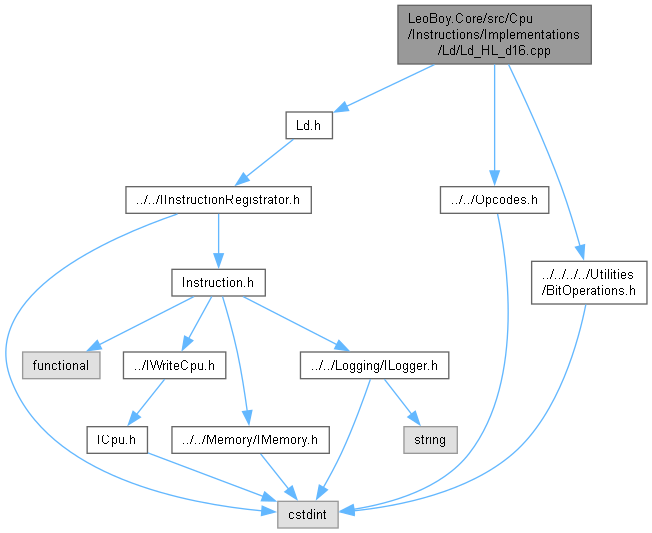 LeoBoy.Core/src/Cpu
/Instructions/Implementations
/Ld/Ld_HL_d16.cpp
Ld.h
../../IInstructionRegistrator.h
../../Opcodes.h
Instruction.h
../../../../Utilities
/BitOperations.h
functional
../IWriteCpu.h
../../Logging/ILogger.h
ICpu.h
../../Memory/IMemory.h
string
cstdint